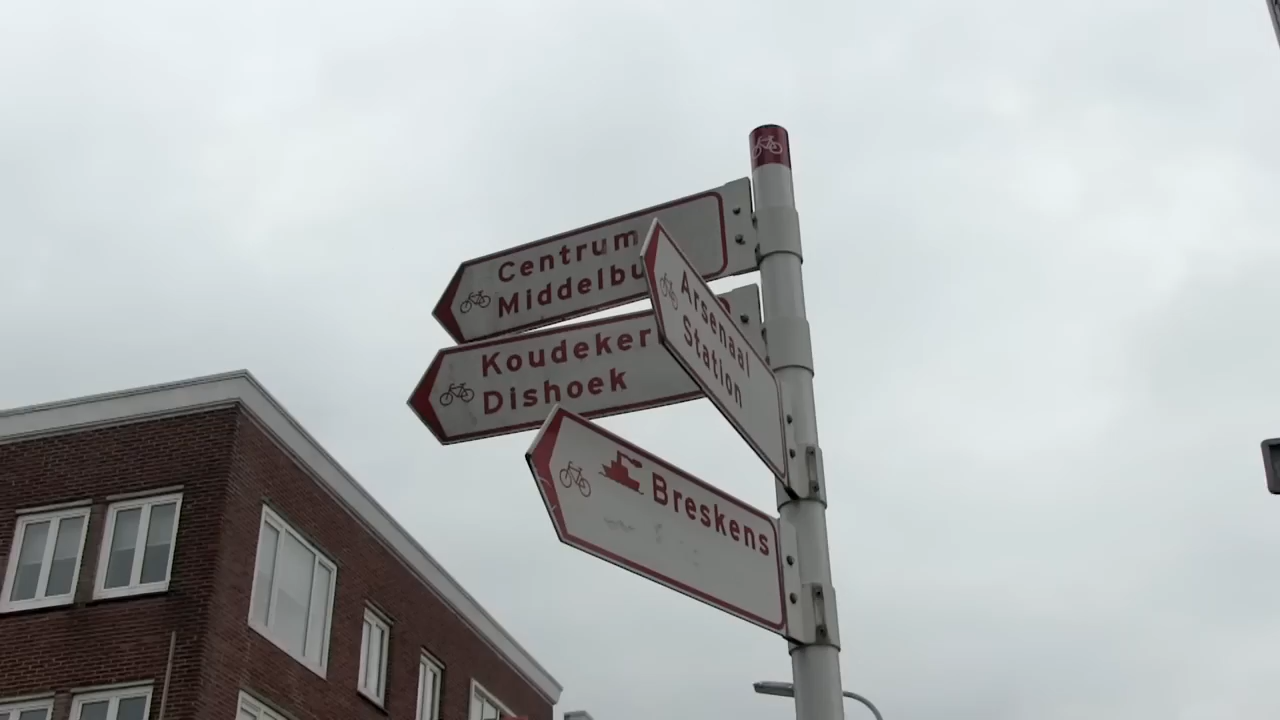 Centrum
Middelbu
Koudeker
Dishoek
Arsenaal
Station
Breskens